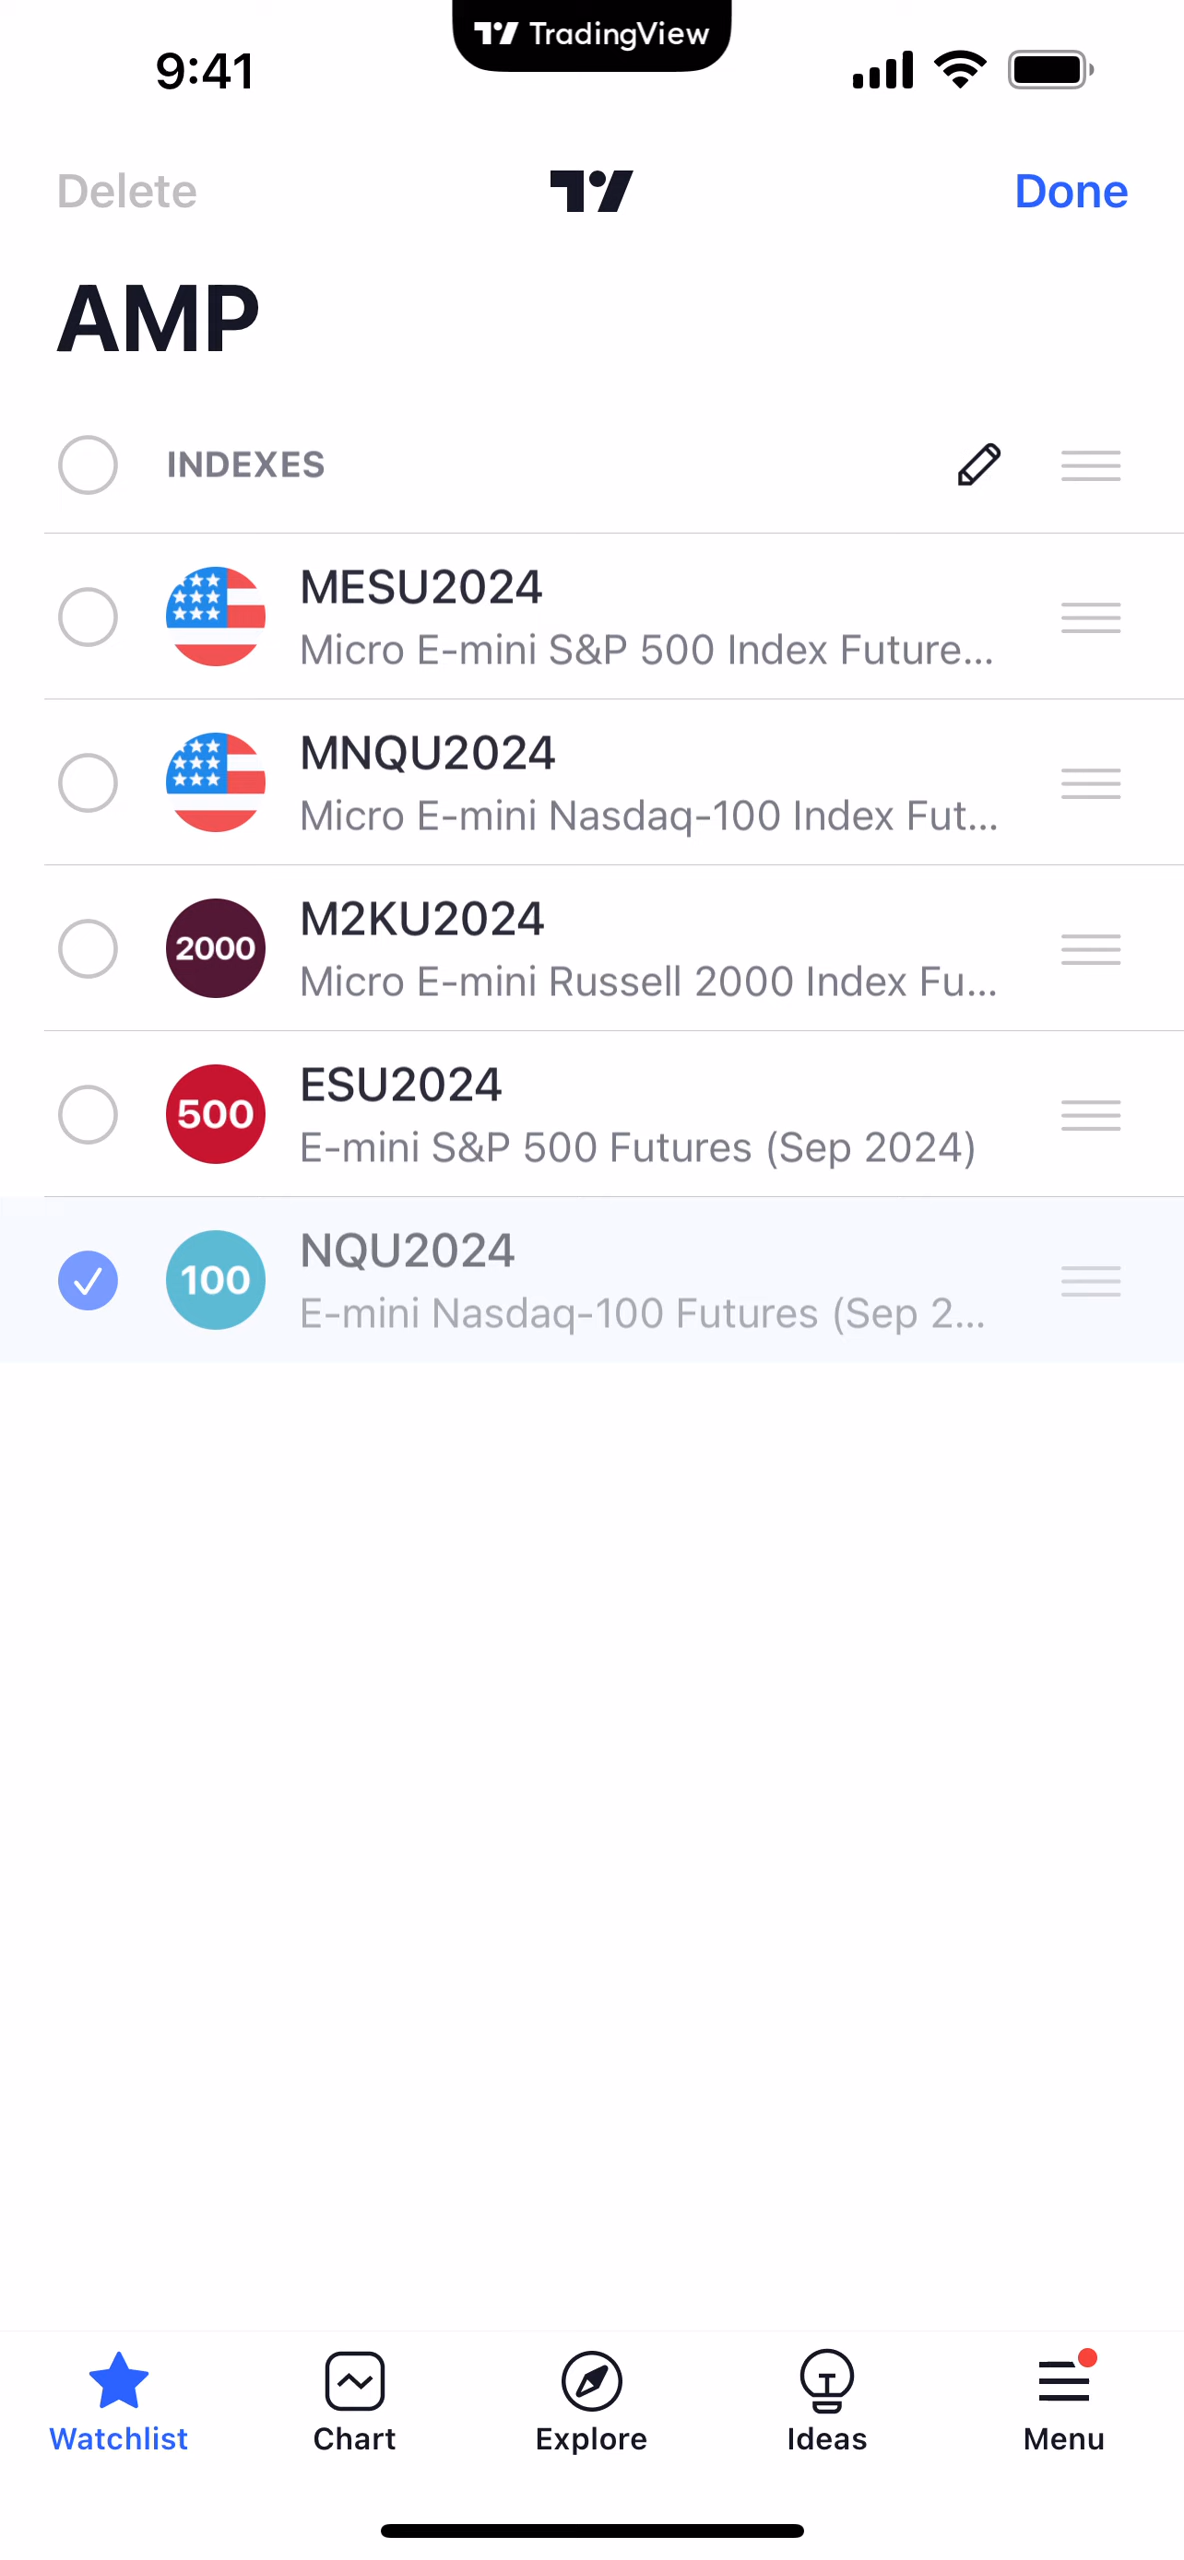 TradingView
9:41
Delete
Done
AMP
INDEXES
MESU2024
Micro E-mini S&P 500 Index Future...
MNQU2024
Micro E-mini Nasdaq-100 Index Fut...
2000
M2KU2024
Micro E-mini Russell 2000 Index Fu...
500
ESU2024
E-mini S&P 500 Futures (Sep 2024)
100
NQU2024
E-mini Nasdaq-100 Futures (Sep 2...
Watchlist
Chart
Explore
Ideas
Menu